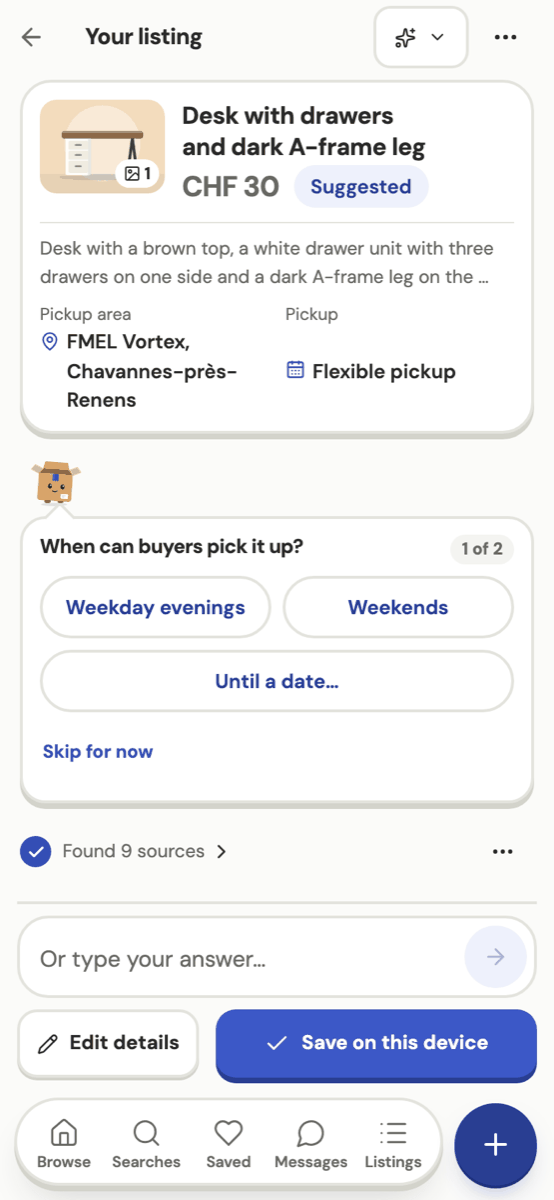 Your listing
Desk with drawers
and dark A-frame leg
CHF 30
Suggested
1
Desk with a brown top, a white drawer unit with three
drawers on one side and a dark A-frame leg on the ...
Pickup area
FMEL Vortex,
Chavannes-près-
Renens
Pickup
Flexible pickup
When can buyers pick it up?
1 of 2
Weekday evenings
Weekends
Until a date...
Skip for now
Found 9 sources
Or type your answer...
Edit details
Save on this device
Browse
Searches
Saved
Messages
Listings